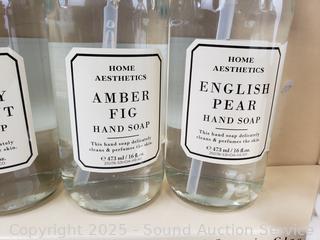 Y
T
P
HOME
AESTHETICS
AMBER
FIG
HAND SOAP
This hand soap delicately
cleans & perfumes the skin.
℮ 473 ml / 16 fl oz.
HOME
AESTHETICS
ENGLISH
PEAR
HAND SOAP
This hand soap delicately
cleans & perfumes the skin.
℮ 473 ml / 16 fl oz.
Copyright 2025 - Sound Auction Service